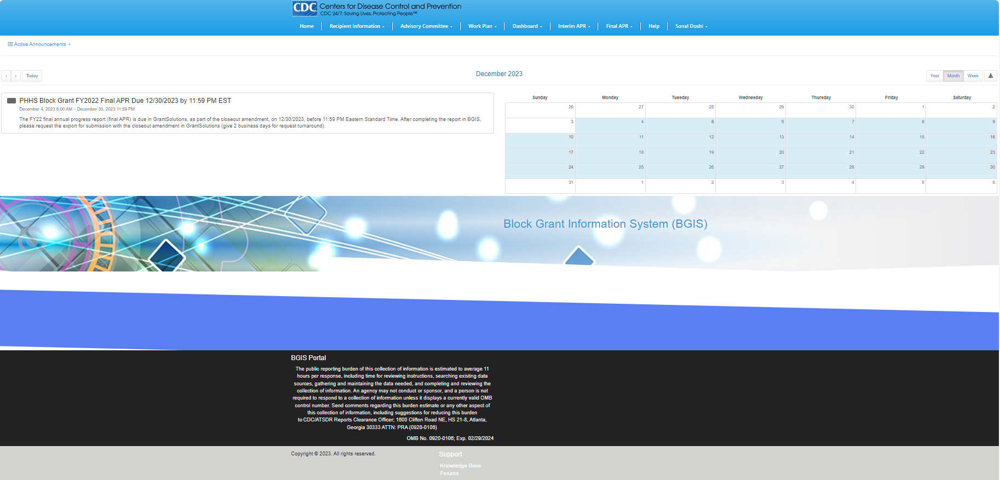 CDC Centers for Disease Control and Prevention
CDC 24/7: Saving Lives. Protecting People™
Home Recipient Information Advisory Committee Work Plan Dashboard Interim APR Final APR Help Sonal Doshi
Active Announcements
‹ › Today December 2023 Year Month Week
PHHS Block Grant FY2022 Final APR Due 12/30/2023 by 11:59 PM EST
December 4, 2023 8:00 AM – December 30, 2023 11:59 PM
The FY22 final annual progress report (final APR) is due in GrantSolutions, as part of the closeout amendment, on 12/30/2023, before 11:59 PM Eastern Standard Time. After completing the report in BGIS,
please request the export for submission with the closeout amendment in GrantSolutions (give 2 business days for request turnaround).
Sunday Monday Tuesday Wednesday Thursday Friday Saturday
26 27 28 29 30 1 2
3 4 5 6 7 8 9
10 11 12 13 14 15 16
17 18 19 20 21 22 23
24 25 26 27 28 29 30
31 1 2 3 4 5 6
Block Grant Information System (BGIS)
BGIS Portal
The public reporting burden of this collection of information is estimated to average 11
hours per response, including time for reviewing instructions, searching existing data
sources, gathering and maintaining the data needed, and completing and reviewing the
collection of information. An agency may not conduct or sponsor, and a person is not
required to respond to a collection of information unless it displays a currently valid OMB
control number. Send comments regarding this burden estimate or any other aspect of
this collection of information, including suggestions for reducing this burden
to CDC/ATSDR Reports Clearance Officer; 1600 Clifton Road NE, HS 21-8, Atlanta,
Georgia 30333 ATTN: PRA (0920-0106)
OMB No. 0920-0106; Exp. 02/29/2024
Copyright © 2023. All rights reserved.
Support
Knowledge Base
Forums